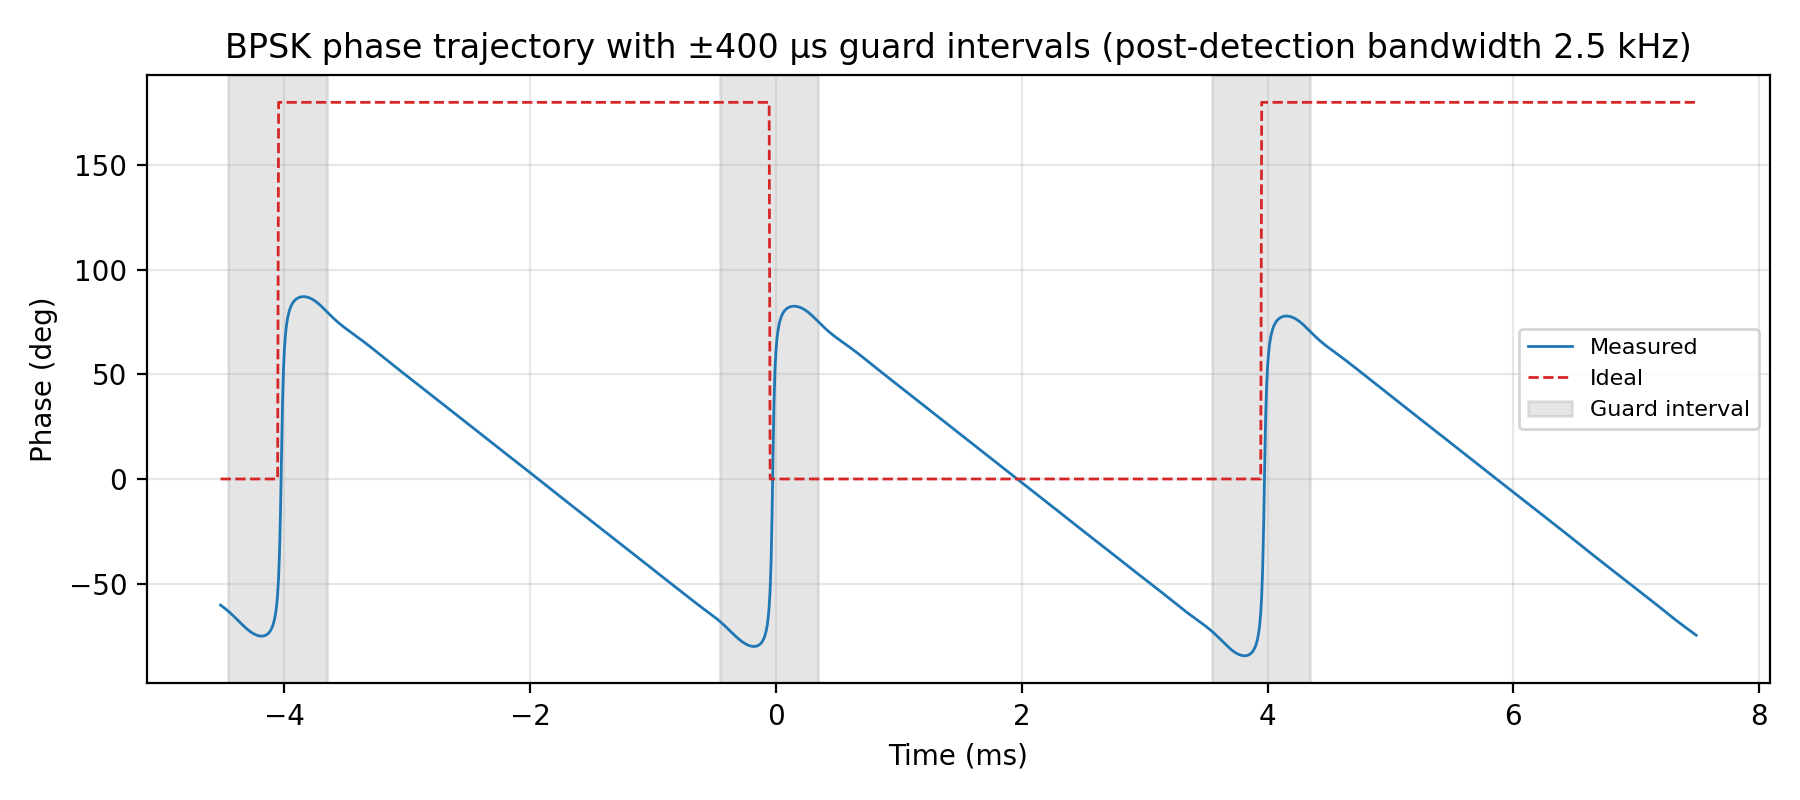 BPSK phase trajectory with ±400 µs guard intervals (post-detection bandwidth 2.5 kHz)
Phase (deg)
150
100
50
0
−50
Measured
Ideal
Guard interval
−4
−2
0
2
4
6
8
Time (ms)